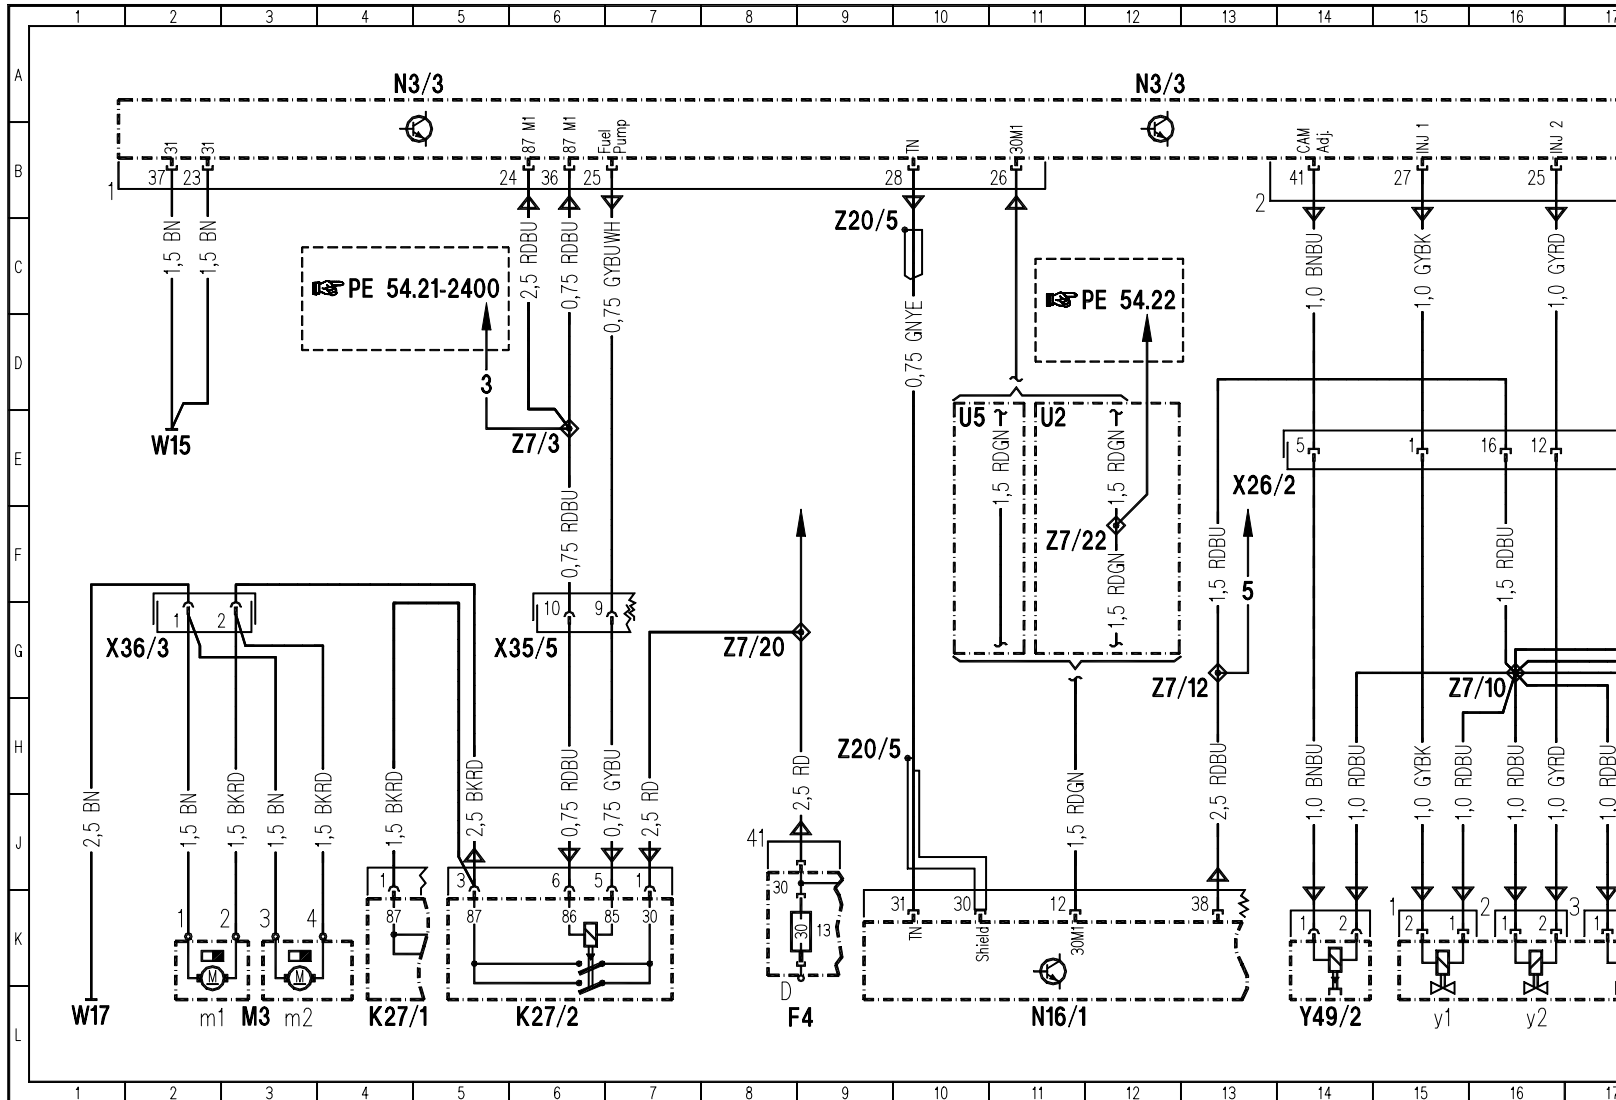 1 2 3 4 5 6 7 8 9 10 11 12 13 14 15 16 17
A
N3/3 N3/3
31 31 87 M1 87 M1 Fuel Pump TN 30M1 CAM Adj. INJ 1 INJ 2
B
1 37 23 24 36 25 28 26 2 41 27 25
Z20/5
1,5 BN 1,5 BN 2,5 RDBU 0,75 RDBU 0,75 GYBUWH 1,0 BNBU 1,0 GYBK 1,0 GYRD
C
PE 54.21-2400 PE 54.22
0,75 GNYE
D
3
U5 U2
W15 Z7/3
E
5 1 16 12
1,5 RDGN 1,5 RDGN
X26/2
0,75 RDBU Z7/22 1,5 RDBU 1,5 RDBU
F
1,5 RDGN 5
10 9
1 2
X36/3 X35/5 Z7/20
G
Z7/12 Z7/10
H
Z20/5
2,5 BN 1,5 BN 1,5 BKRD 1,5 BN 1,5 BKRD 1,5 BKRD 2,5 BKRD 0,75 RDBU 0,75 GYBU 2,5 RD 2,5 RD 1,5 RDGN 2,5 RDBU 1,0 BNBU 1,0 RDBU 1,0 GYBK 1,0 RDBU 1,0 RDBU 1,0 GYRD 1,0 RDBU
J
41
1 3 6 5 1
30
31 30 12 38
1 2 3
1 2 3 4 87 87 86 85 30 1 2 2 1 1 2 1
K
30 13
TN Shield 30M1
M M
D
W17 m1 M3 m2 K27/1 K27/2 F4 N16/1 Y49/2 y1 y2
L
1 2 3 4 5 6 7 8 9 10 11 12 13 14 15 16 17